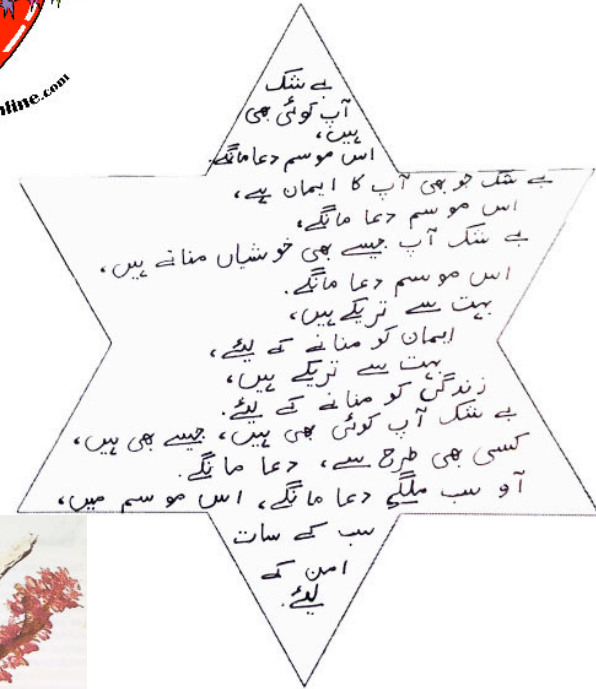 nline.com
بے شک
آپ کوئی بھی
ہیں،
اس موسم دعا مانگے.
بے شک جو بھی آپ کا ایمان ہے،
اس موسم دعا مانگے،
بے شک آپ جیسے بھی خوشیاں منانے ہیں،
اس موسم دعا مانگے.
بہت سے تریکے ہیں،
ایمان کو منانے کے لیئے،
بہت سے تریکے ہیں،
زندگی کو منانے کے لیئے.
بے شک آپ کوئی بھی ہیں، جیسے بھی ہیں،
کسی بھی طرح سے، دعا مانگے.
آو سب ملگے دعا مانگے، اس موسم میں،
سب کے سات
امن کے
لیئے.